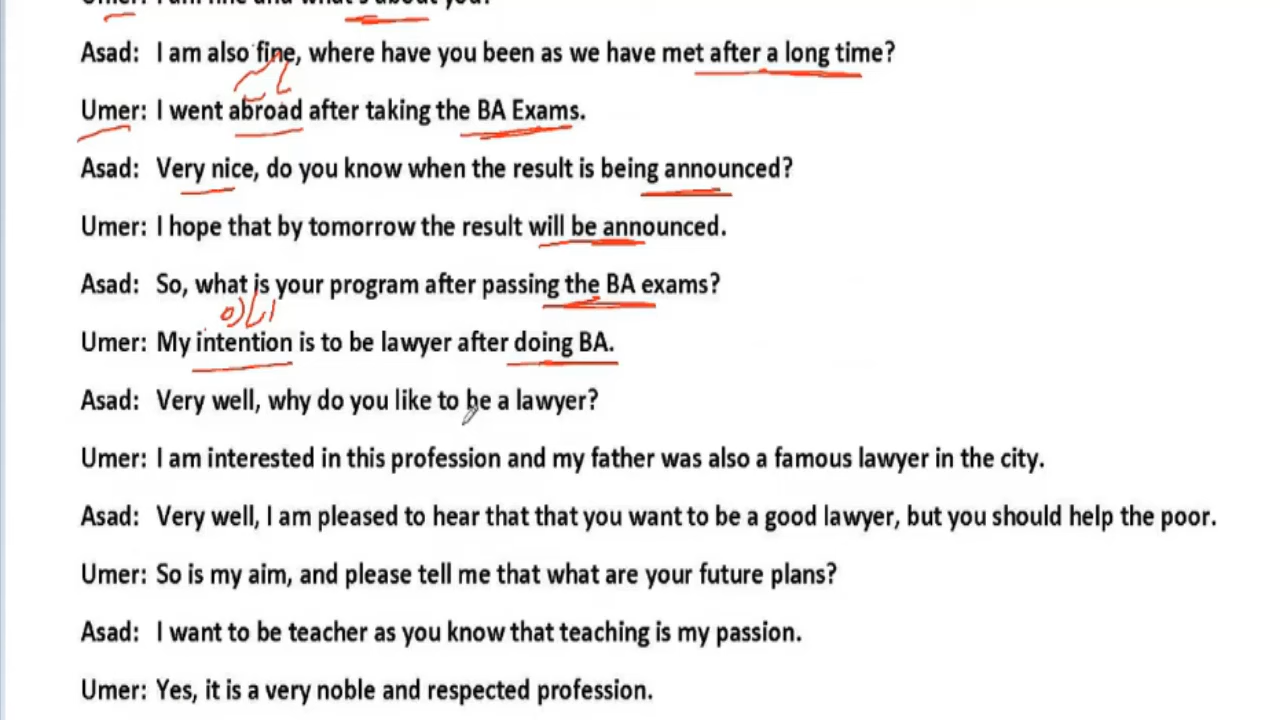 Umer: I am fine and what's about you?
Asad: I am also fine, where have you been as we have met after a long time?
Umer: I went abroad after taking the BA Exams.
Asad: Very nice, do you know when the result is being announced?
Umer: I hope that by tomorrow the result will be announced.
Asad: So, what is your program after passing the BA exams?
Umer: My intention is to be lawyer after doing BA.
Asad: Very well, why do you like to be a lawyer?
Umer: I am interested in this profession and my father was also a famous lawyer in the city.
Asad: Very well, I am pleased to hear that that you want to be a good lawyer, but you should help the poor.
Umer: So is my aim, and please tell me that what are your future plans?
Asad: I want to be teacher as you know that teaching is my passion.
Umer: Yes, it is a very noble and respected profession.